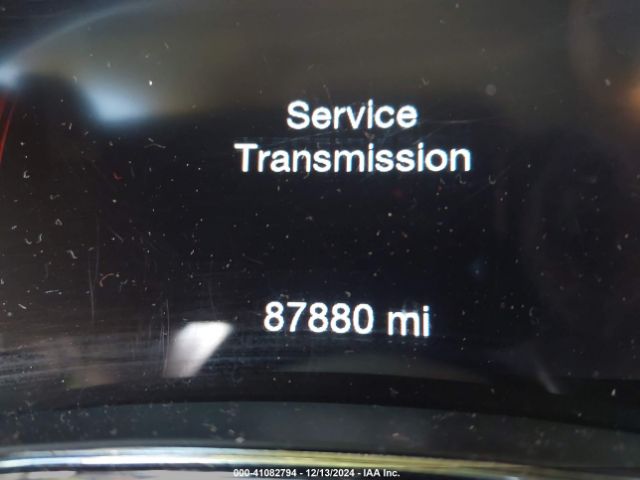 Service
Transmission
87880 mi
000-41082794 - 12/13/2024 - IAA Inc.